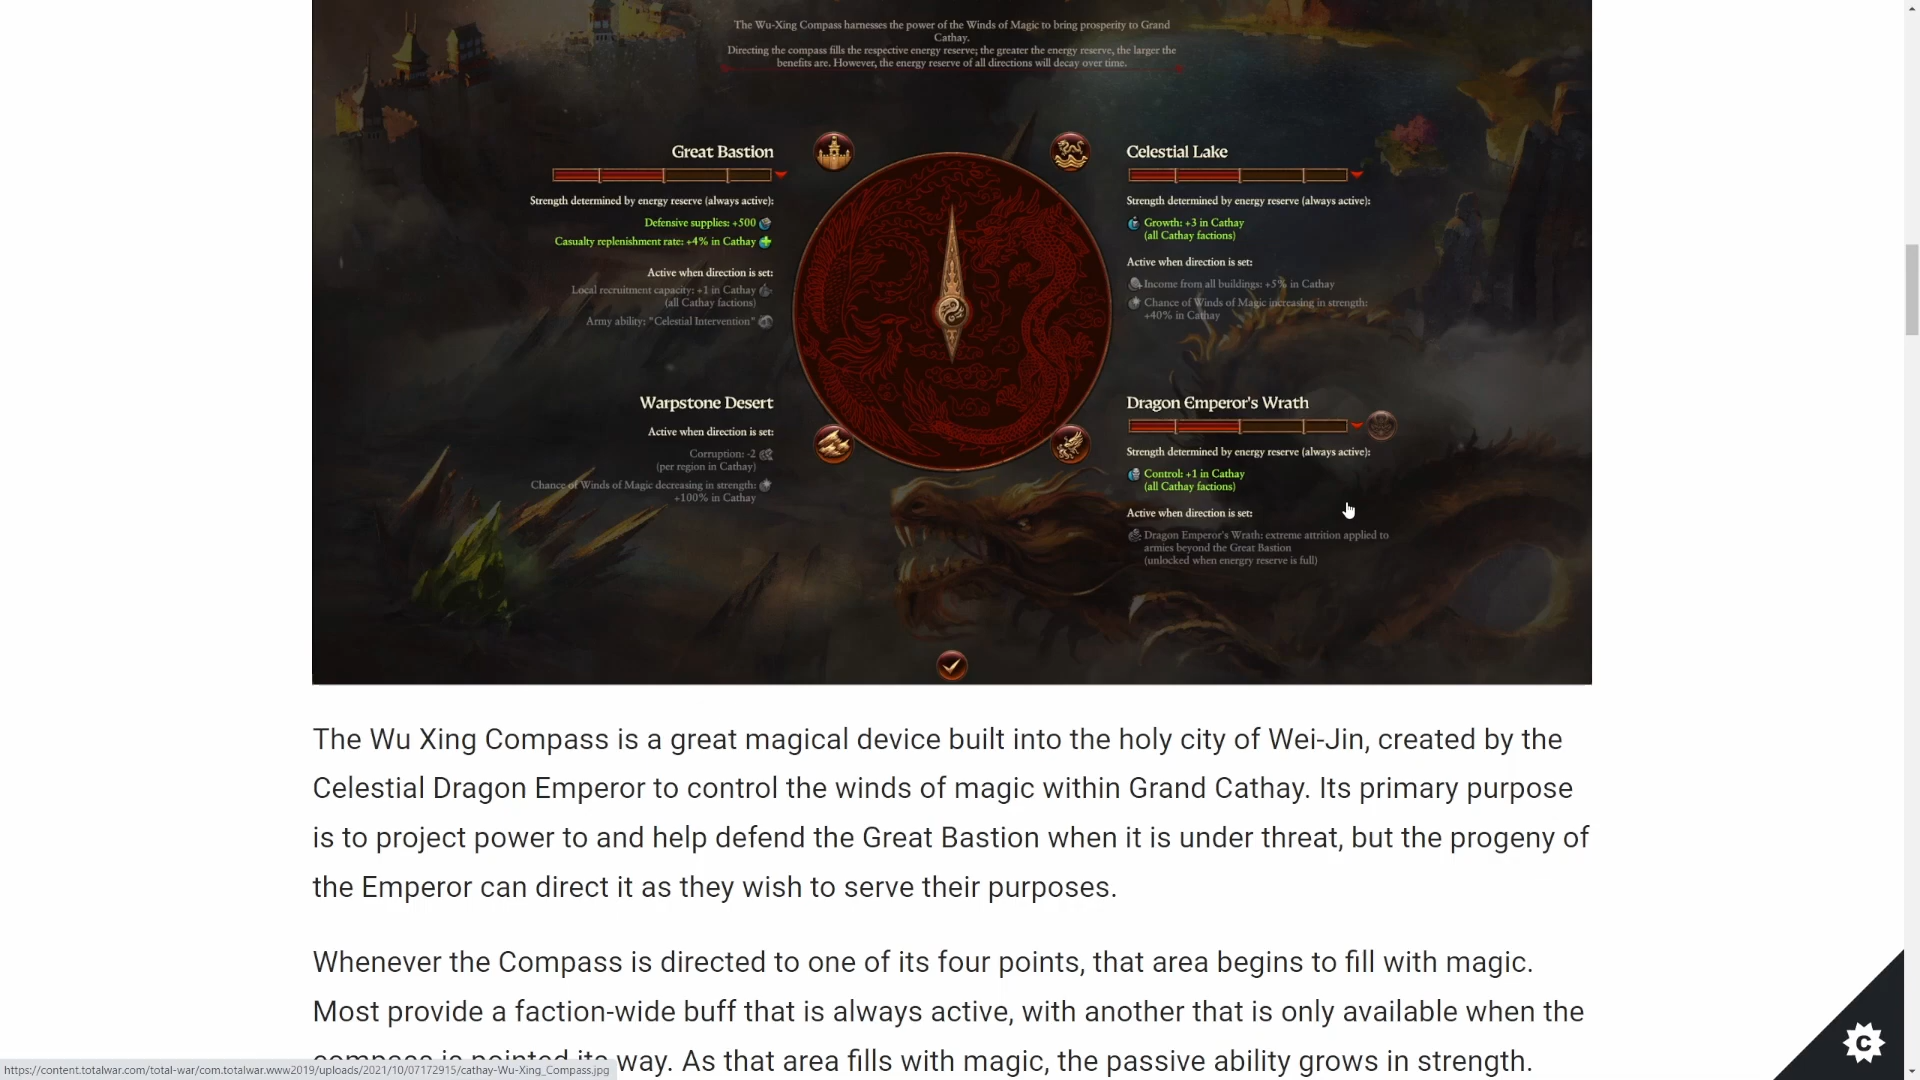 The Wu-Xing Compass harnesses the power of the Winds of Magic to bring prosperity to Grand
Cathay.
Directing the compass fills the respective energy reserve; the greater the energy reserve, the larger the
benefits are. However, the energy reserve of all directions will decay over time.
Great Bastion
Strength determined by energy reserve (always active):
Defensive supplies: +500
Casualty replenishment rate: +4% in Cathay
Active when direction is set:
Local recruitment capacity: +1 in Cathay
(all Cathay factions)
Army ability: "Celestial Intervention"
Celestial Lake
Strength determined by energy reserve (always active):
Growth: +3 in Cathay
(all Cathay factions)
Active when direction is set:
Income from all buildings: +5% in Cathay
Chance of Winds of Magic increasing in strength:
+40% in Cathay
Warpstone Desert
Active when direction is set:
Corruption: -2
(per region in Cathay)
Chance of Winds of Magic decreasing in strength:
+100% in Cathay
Dragon Emperor's Wrath
Strength determined by energy reserve (always active):
Control: +1 in Cathay
(all Cathay factions)
Active when direction is set:
Dragon Emperor's Wrath: extreme attrition applied to
armies beyond the Great Bastion
(unlocked when energry reserve is full)
The Wu Xing Compass is a great magical device built into the holy city of Wei-Jin, created by the
Celestial Dragon Emperor to control the winds of magic within Grand Cathay. Its primary purpose
is to project power to and help defend the Great Bastion when it is under threat, but the progeny of
the Emperor can direct it as they wish to serve their purposes.
Whenever the Compass is directed to one of its four points, that area begins to fill with magic.
Most provide a faction-wide buff that is always active, with another that is only available when the
compass is pointed its way. As that area fills with magic, the passive ability grows in strength.
https://content.totalwar.com/total-war/com.totalwar.www2019/uploads/2021/10/07172915/cathay-Wu-Xing_Compass.jpg
C